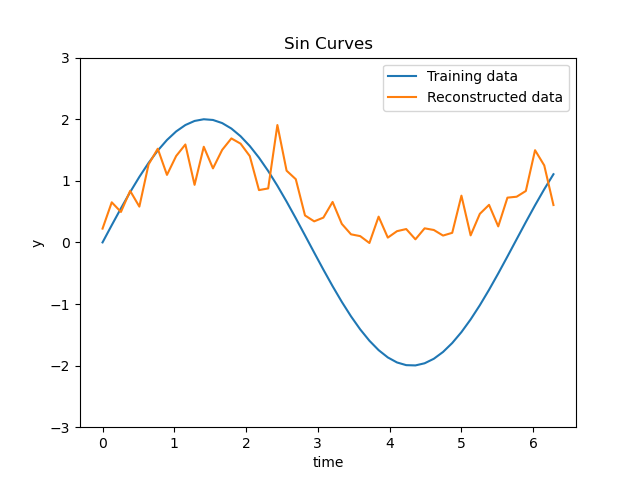 Sin Curves
Training data
Reconstructed data
3
2
1
0
−1
−2
−3
y
0 1 2 3 4 5 6
time